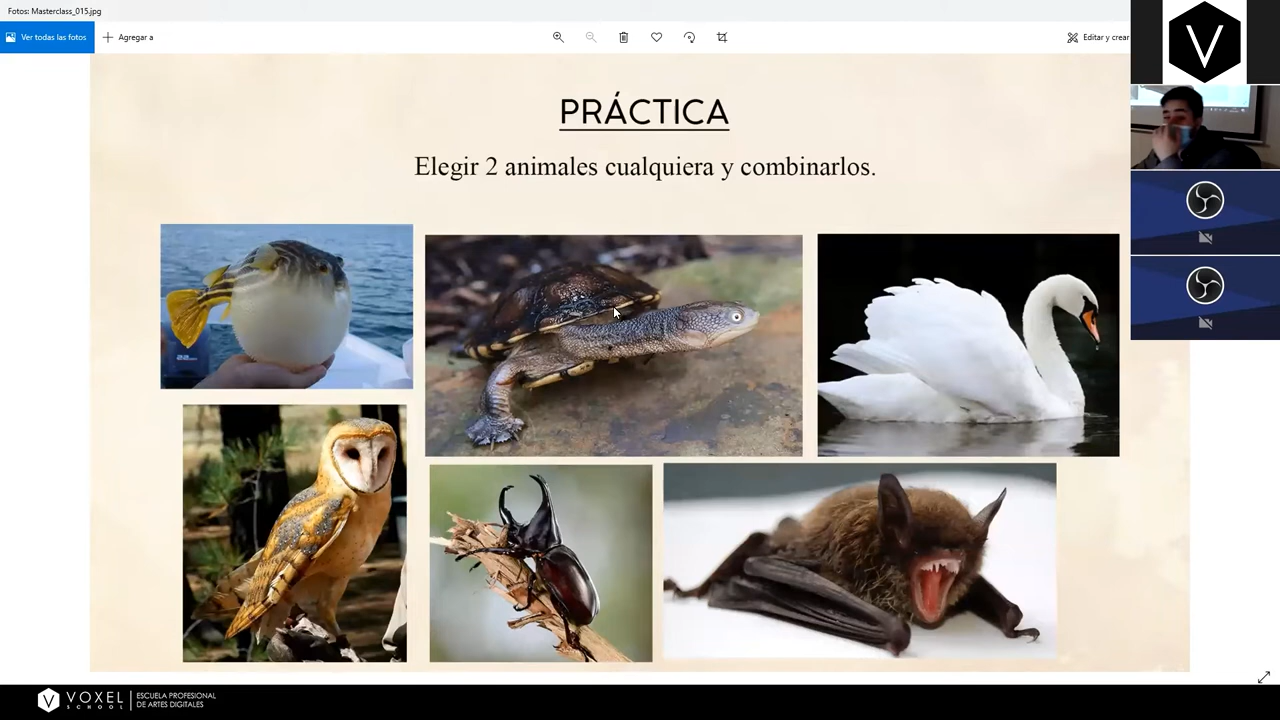 Fotos: Masterclass_015.jpg
Ver todas las fotos
Agregar a
Editar y crear
PRÁCTICA
Elegir 2 animales cualquiera y combinarlos.
V
VOXEL
SCHOOL
ESCUELA PROFESIONAL
DE ARTES DIGITALES